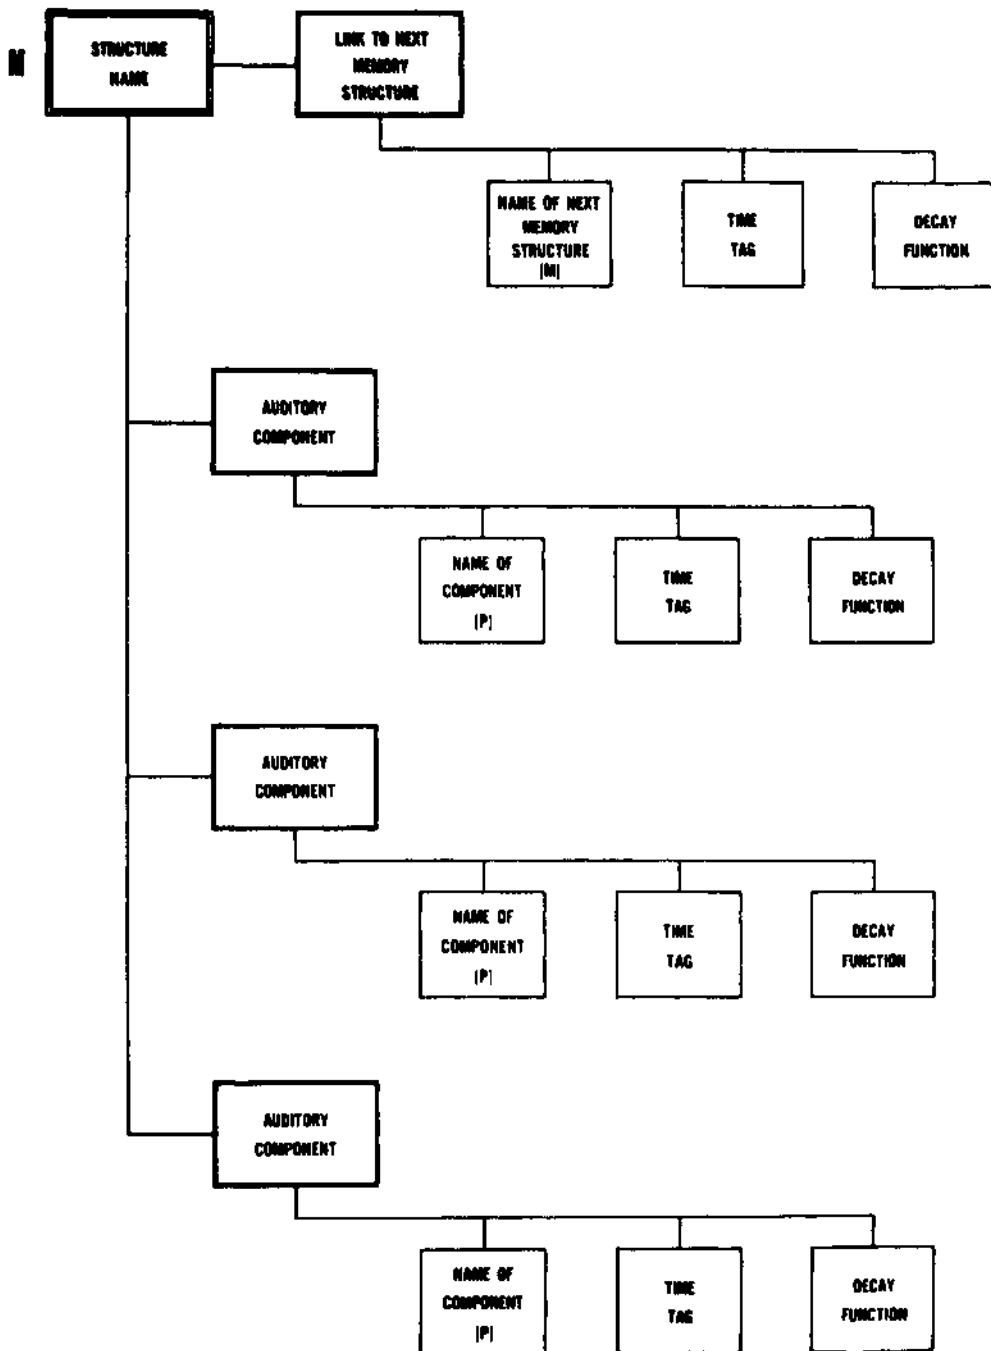 STRUCTURE
NAME
LINK TO NEXT
MEMORY
STRUCTURE
NAME OF NEXT
MEMORY
STRUCTURE
[M]
TIME
TAG
DECAY
FUNCTION
AUDITORY
COMPONENT
NAME OF
COMPONENT
[P]
TIME
TAG
DECAY
FUNCTION
AUDITORY
COMPONENT
NAME OF
COMPONENT
[P]
TIME
TAG
DECAY
FUNCTION
AUDITORY
COMPONENT
NAME OF
COMPONENT
[P]
TIME
TAG
DECAY
FUNCTION